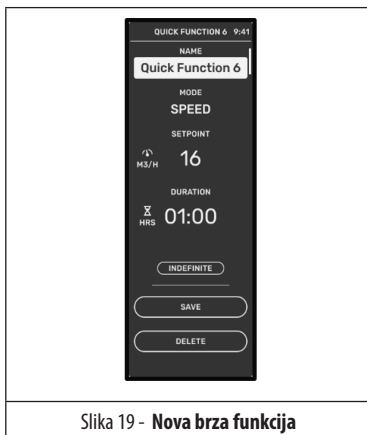 QUICK FUNCTION 6 9:41
NAME
Quick Function 6
MODE
SPEED
SETPOINT
M3/H 16
DURATION
HRS 01:00
INDEFINITE
SAVE
DELETE
Slika 19 - Nova brza funkcija